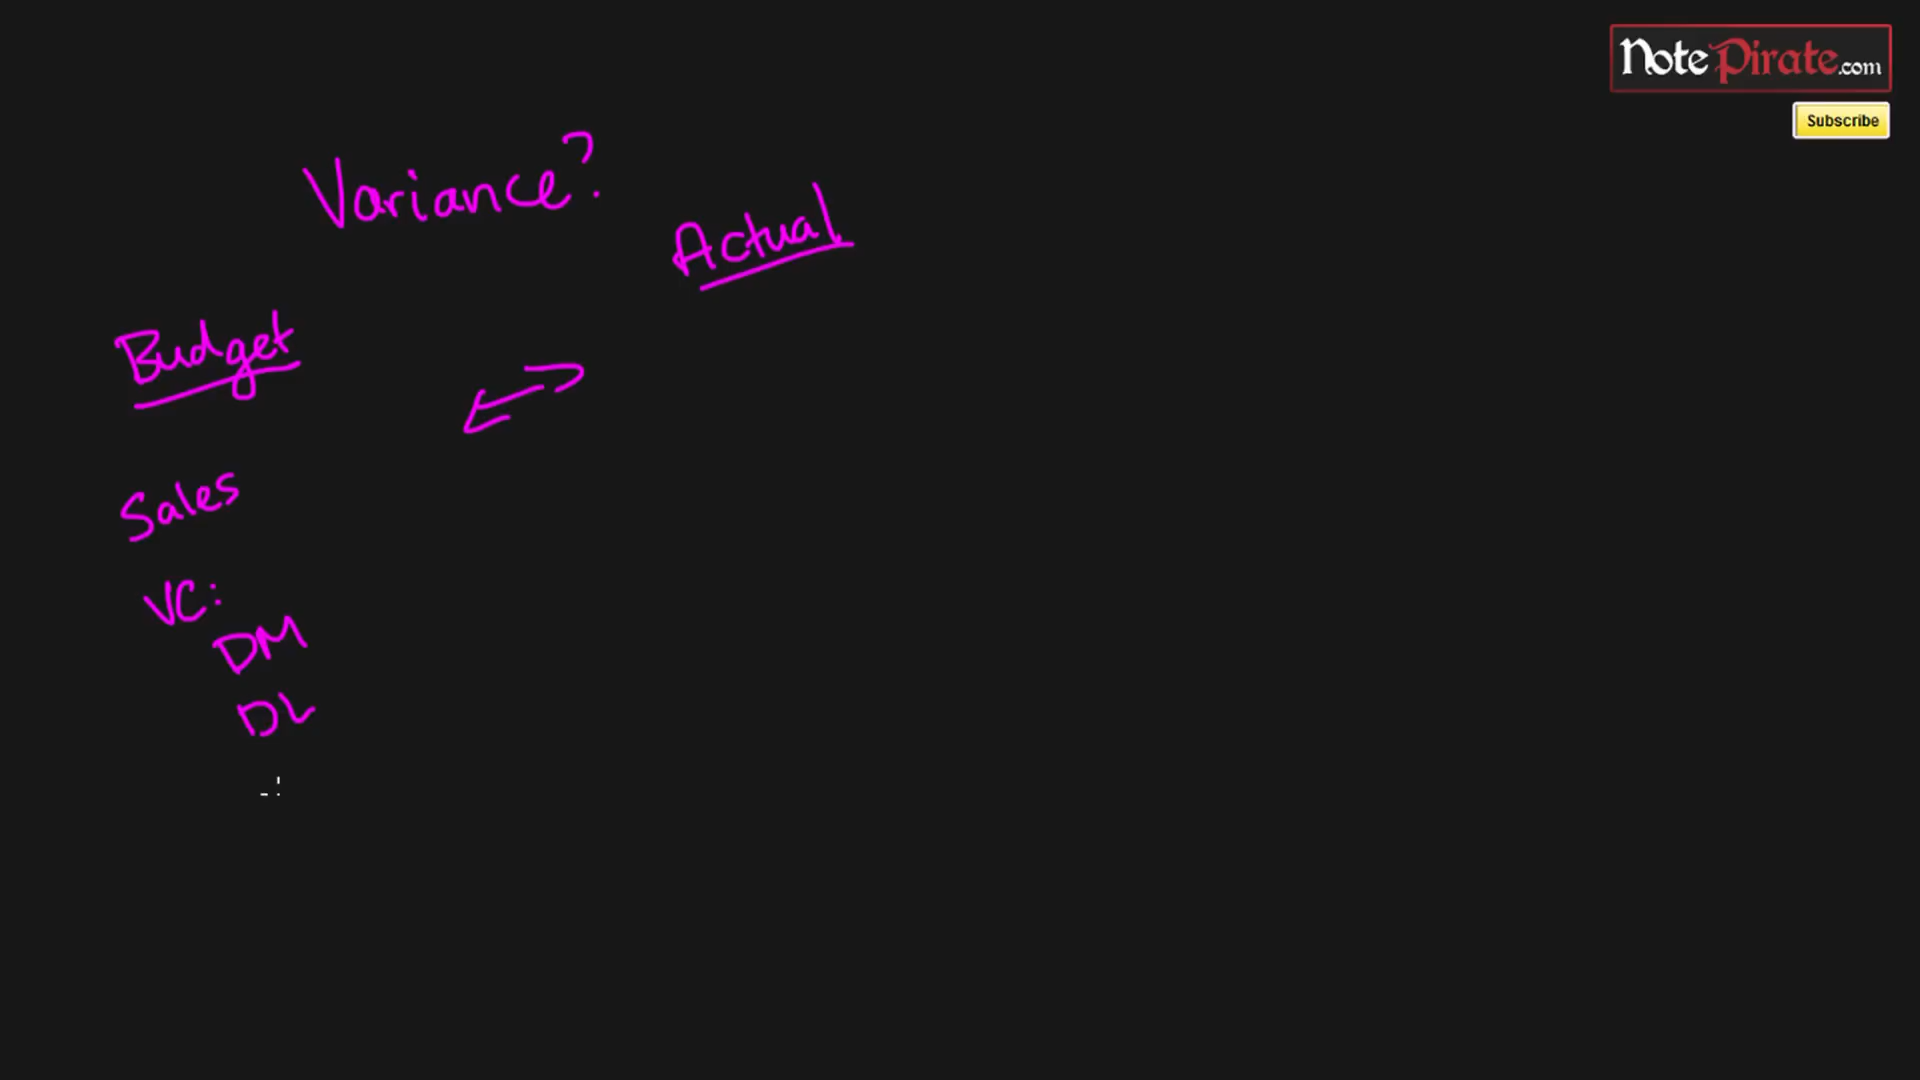 NotePirate.com
Subscribe
Variance?
Actual
Budget
Sales
VC:
DM
DL